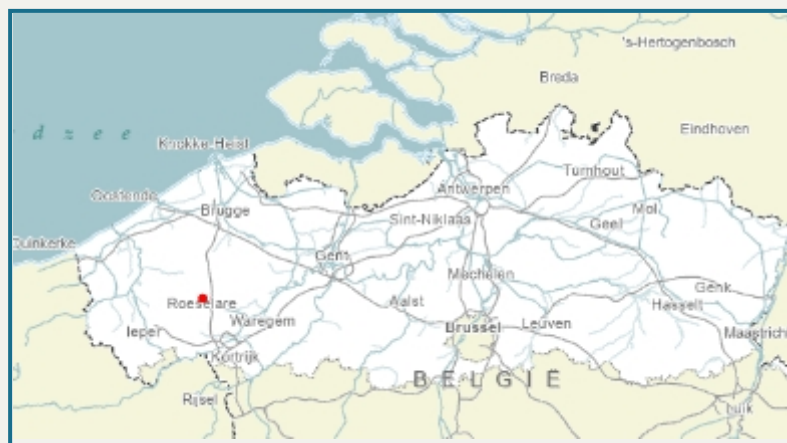 's-Hertogenbosch
Breda
d z e e
Eindhoven
Knokke-Heist
Turnhout
Oostende
Antwerpen
Mol
Brugge
Sint-Niklaas
Geel
Duinkerke
Gent
Mechelen
Genk
Roeselare
Aalst
Hasselt
Waregem
Brussel
Leuven
Ieper
Maastrich
Kortrijk
BELGIË
Rijsel
Luik